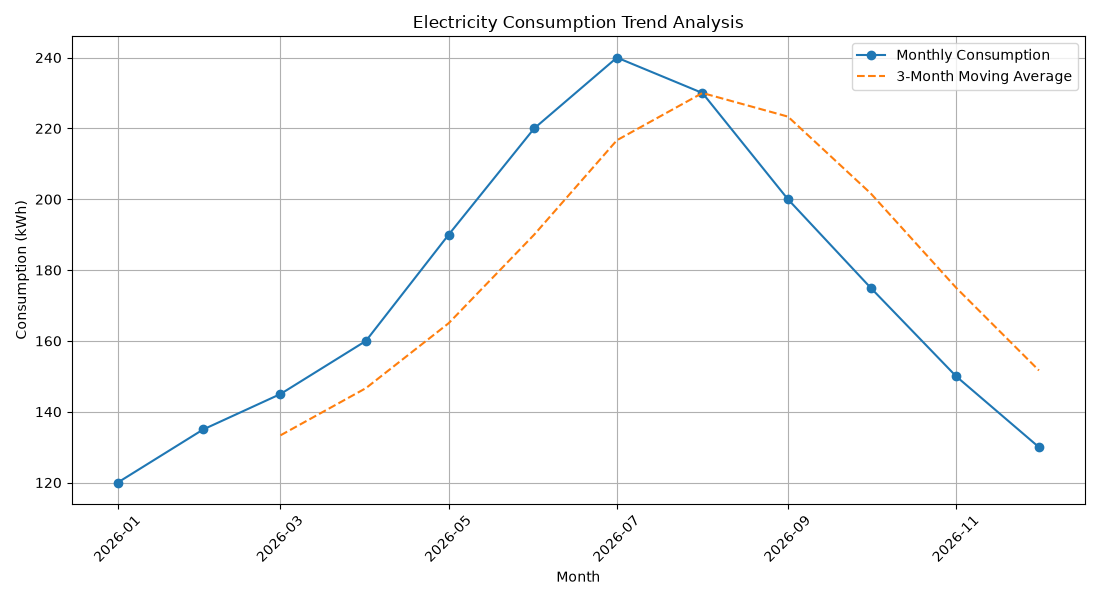 Electricity Consumption Trend Analysis
Monthly Consumption
3-Month Moving Average
Consumption (kWh)
240
220
200
180
160
140
120
2026-01
2026-03
2026-05
2026-07
2026-09
2026-11
Month